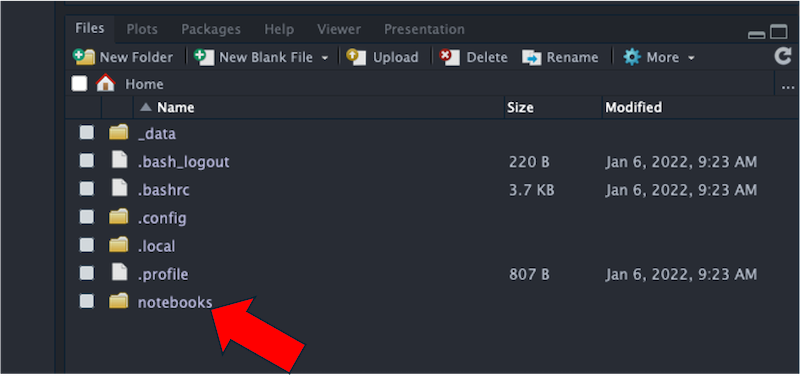 Files Plots Packages Help Viewer Presentation
New Folder New Blank File Upload Delete Rename More
Home ...
Name Size Modified
_data
.bash_logout 220 B Jan 6, 2022, 9:23 AM
.bashrc 3.7 KB Jan 6, 2022, 9:23 AM
.config
.local
.profile 807 B Jan 6, 2022, 9:23 AM
notebooks